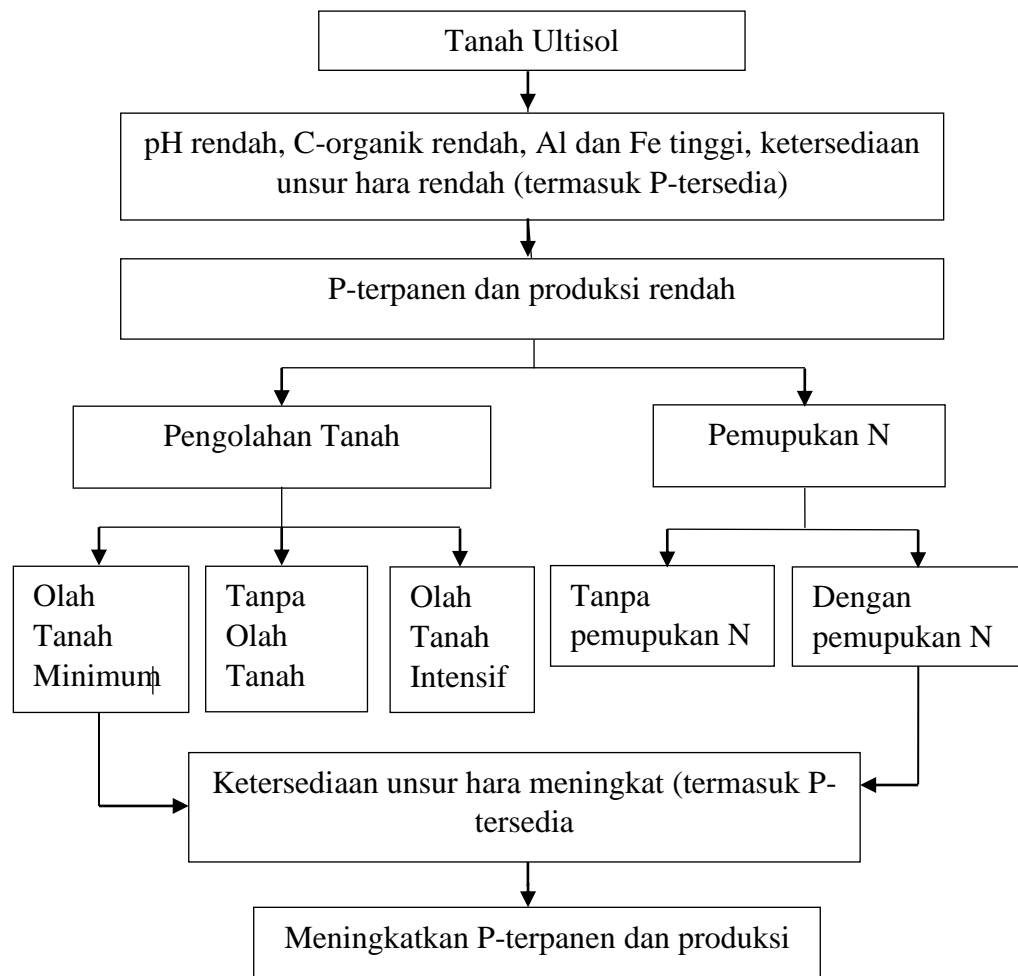 Tanah Ultisol
pH rendah, C-organik rendah, Al dan Fe tinggi, ketersediaan
unsur hara rendah (termasuk P-tersedia)
P-terpanen dan produksi rendah
Pengolahan Tanah
Pemupukan N
Olah
Tanah
Minimum
Tanpa
Olah
Tanah
Olah
Tanah
Intensif
Tanpa
pemupukan N
Dengan
pemupukan N
Ketersediaan unsur hara meningkat (termasuk P-
tersedia
Meningkatkan P-terpanen dan produksi